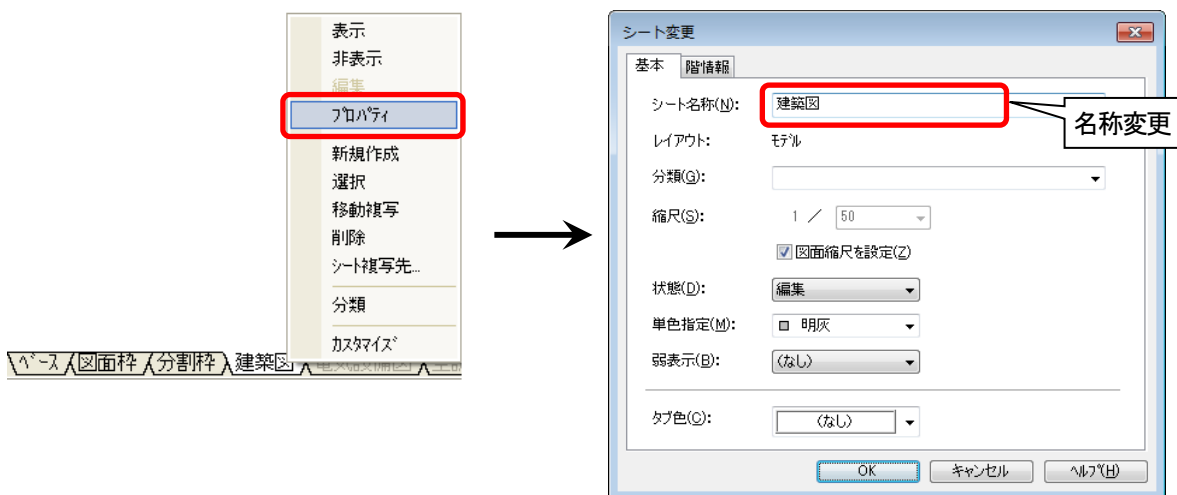 表示
非表示
編集
ﾌﾟﾛﾊﾟﾃｨ
新規作成
選択
移動複写
削除
ｼｰﾄ複写先...
分類
ｶｽﾀﾏｲｽﾞ
ﾍﾞｰｽ 図面枠 分割枠 建築図
シート変更
基本 階情報
シート名称(N): 建築図
名称変更
レイアウト: ﾓﾃﾞﾙ
分類(G):
縮尺(S): 1 ／ 50
図面縮尺を設定(Z)
状態(D): 編集
単色指定(M): 明灰
弱表示(B): (なし)
タブ色(C): (なし)
OK キャンセル ﾍﾙﾌﾟ(H)